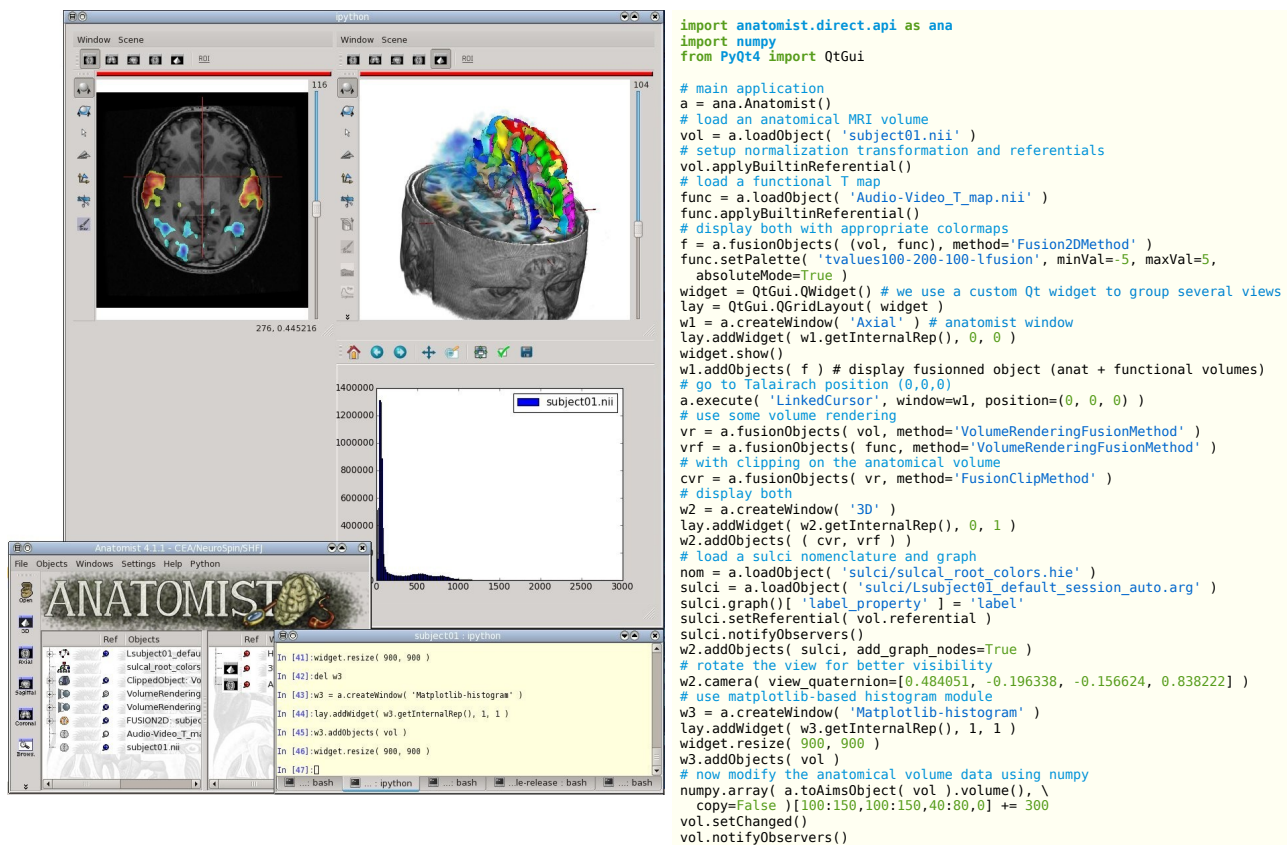 ipython
Window Scene
Window Scene
ROI
ROI
116
104
276, 0.445216
1400000
1200000
1000000
800000
600000
400000
subject01.nii
0
500
1000
1500
2000
2500
3000
Anatomist 4.1.1 - CEA/NeuroSpin/SHFJ
File Objects Windows Settings Help Python
ANATOMIST
Open
3D
Axial
Sagittal
Coronal
Brows.
Ref Objects
Lsubject01_defau
sulcal_root_colors
ClippedObject: Vo
VolumeRendering
VolumeRendering
FUSION2D: subjec
Audio-Video_T_ma
subject01.nii
Ref W
H
3
A
subject01 : ipython
In [41]:widget.resize( 900, 900 )
In [42]:del w3
In [43]:w3 = a.createWindow( 'Matplotlib-histogram' )
In [44]:lay.addWidget( w3.getInternalRep(), 1, 1 )
In [45]:w3.addObjects( vol )
In [46]:widget.resize( 900, 900 )
In [47]:
...: bash
... : ipython
...: bash
...le-release : bash
...: bash
import anatomist.direct.api as ana
import numpy
from PyQt4 import QtGui
# main application
a = ana.Anatomist()
# load an anatomical MRI volume
vol = a.loadObject( 'subject01.nii' )
# setup normalization transformation and referentials
vol.applyBuiltinReferential()
# load a functional T map
func = a.loadObject( 'Audio-Video_T_map.nii' )
func.applyBuiltinReferential()
# display both with appropriate colormaps
f = a.fusionObjects( (vol, func), method='Fusion2DMethod' )
func.setPalette( 'tvalues100-200-100-lfusion', minVal=-5, maxVal=5,
absoluteMode=True )
widget = QtGui.QWidget() # we use a custom Qt widget to group several views
lay = QtGui.QGridLayout( widget )
w1 = a.createWindow( 'Axial' ) # anatomist window
lay.addWidget( w1.getInternalRep(), 0, 0 )
widget.show()
w1.addObjects( f ) # display fusionned object (anat + functional volumes)
# go to Talairach position (0,0,0)
a.execute( 'LinkedCursor', window=w1, position=(0, 0, 0) )
# use some volume rendering
vr = a.fusionObjects( vol, method='VolumeRenderingFusionMethod' )
vrf = a.fusionObjects( func, method='VolumeRenderingFusionMethod' )
# with clipping on the anatomical volume
cvr = a.fusionObjects( vr, method='FusionClipMethod' )
# display both
w2 = a.createWindow( '3D' )
lay.addWidget( w2.getInternalRep(), 0, 1 )
w2.addObjects( ( cvr, vrf ) )
# load a sulci nomenclature and graph
nom = a.loadObject( 'sulci/sulcal_root_colors.hie' )
sulci = a.loadObject( 'sulci/Lsubject01_default_session_auto.arg' )
sulci.graph()[ 'label_property' ] = 'label'
sulci.setReferential( vol.referential )
sulci.notifyObservers()
w2.addObjects( sulci, add_graph_nodes=True )
# rotate the view for better visibility
w2.camera( view_quaternion=[0.484051, -0.196338, -0.156624, 0.838222] )
# use matplotlib-based histogram module
w3 = a.createWindow( 'Matplotlib-histogram' )
lay.addWidget( w3.getInternalRep(), 1, 1 )
widget.resize( 900, 900 )
w3.addObjects( vol )
# now modify the anatomical volume data using numpy
numpy.array( a.toAimsObject( vol ).volume(), \
copy=False )[100:150,100:150,40:80,0] += 300
vol.setChanged()
vol.notifyObservers()